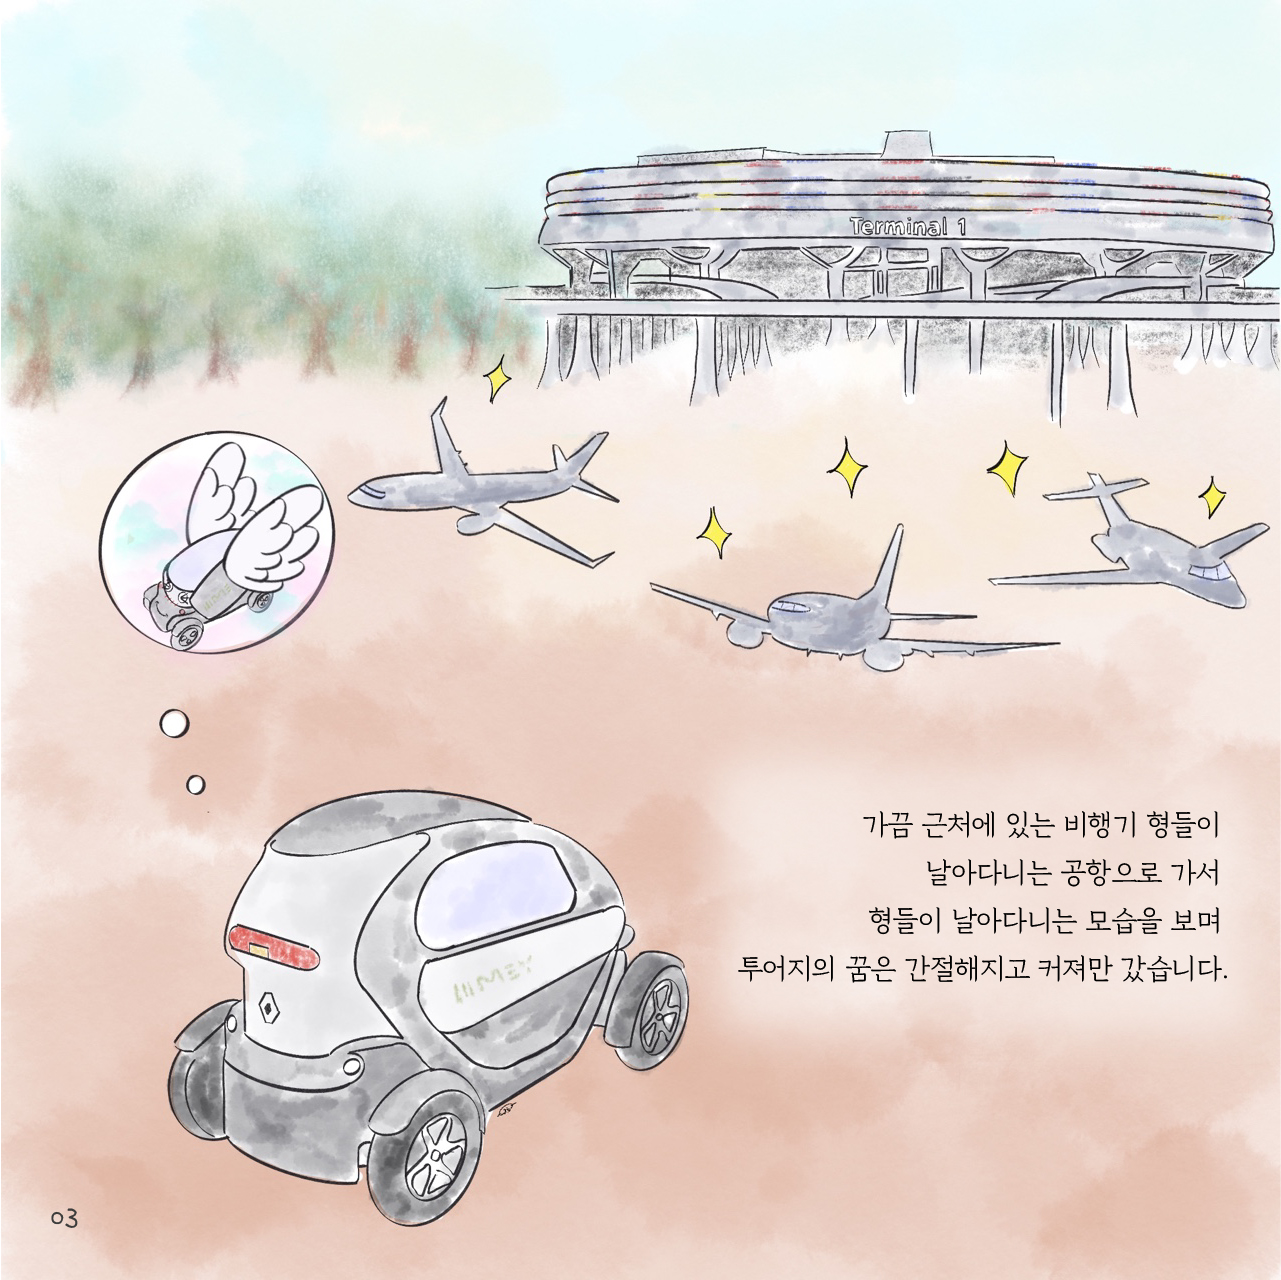 Terminal 1
가끔 근처에 있는 비행기 형들이
날아다니는 공항으로 가서
형들이 날아다니는 모습을 보며
투어지의 꿈은 간절해지고 커져만 갔습니다.
03